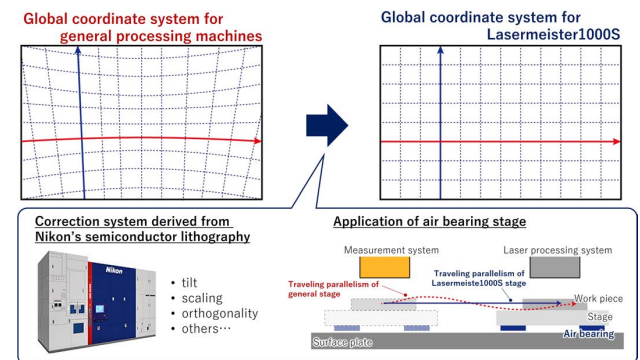 Global coordinate system for
general processing machines
Global coordinate system for
Lasermeister1000S
Correction system derived from
Nikon's semiconductor lithography
Nikon
• tilt
• scaling
• orthogonality
• others…
Application of air bearing stage
Measurement system
Laser processing system
Traveling parallelism of
general stage
Traveling parallelism of
Lasermeiste1000S stage
Work piece
Stage
Air bearing
Surface plate